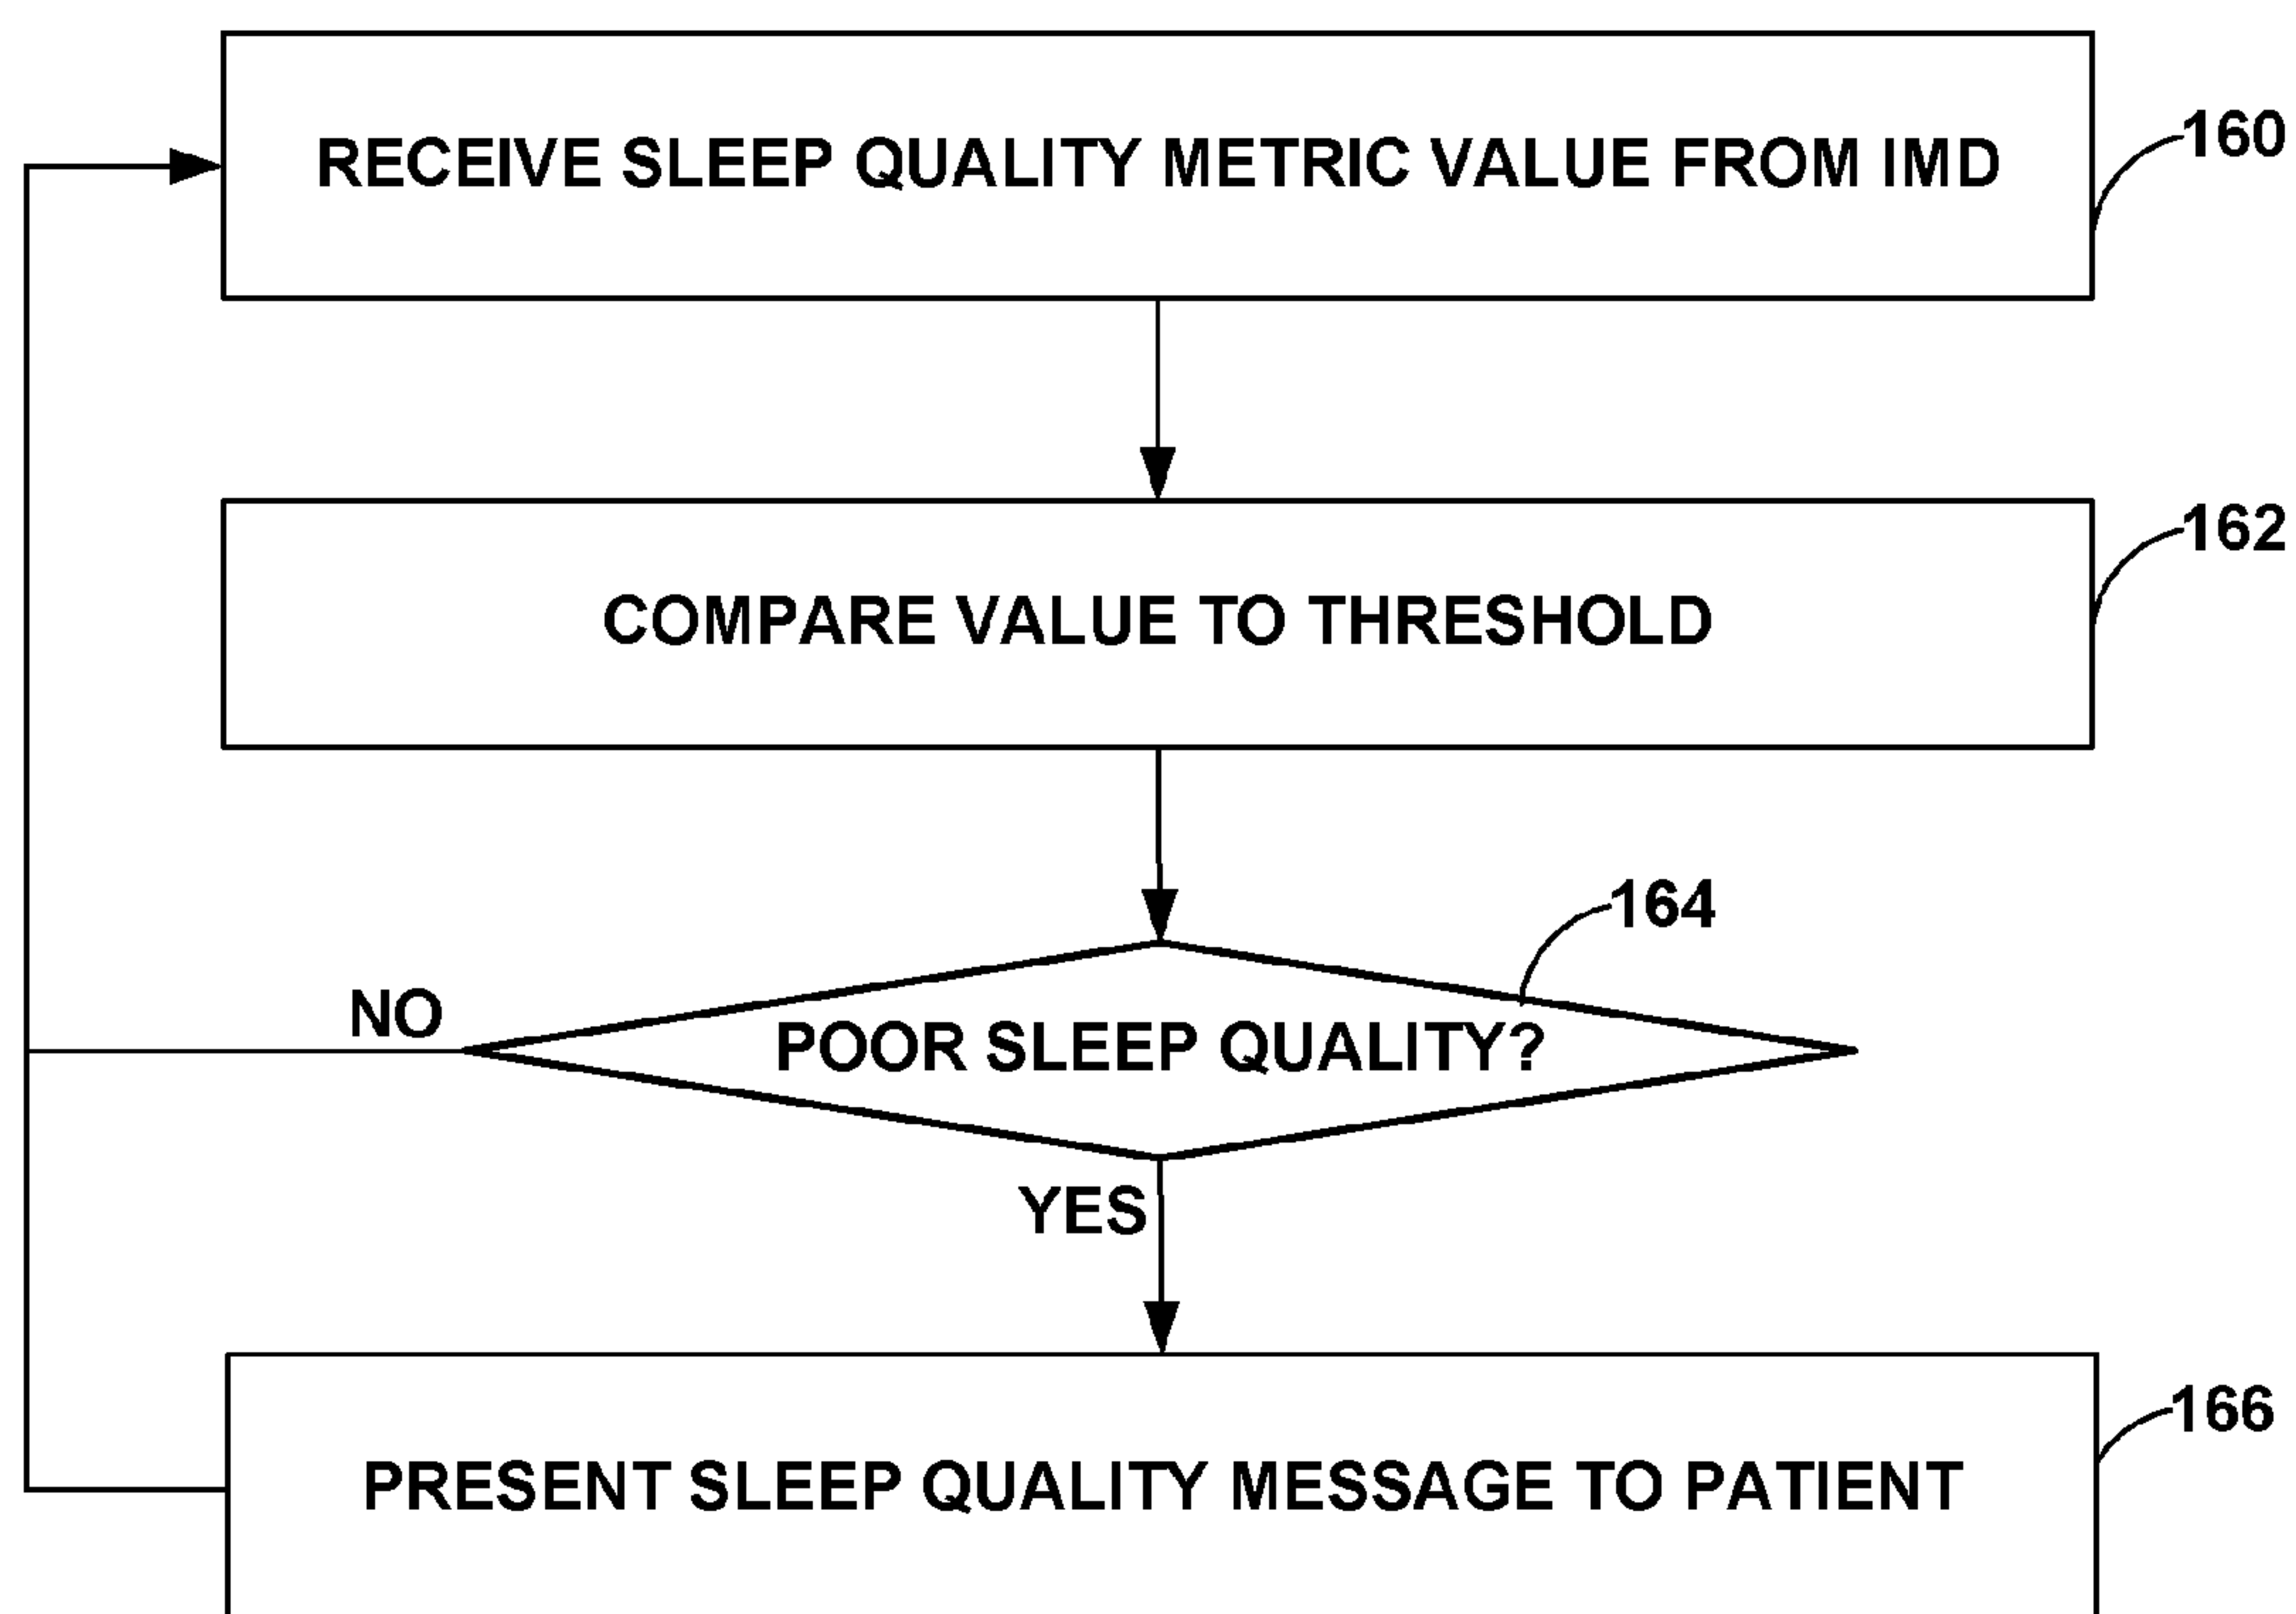 RECEIVE SLEEP QUALITY METRIC VALUE FROM IMD
160
COMPARE VALUE TO THRESHOLD
162
164
NO
POOR SLEEP QUALITY?
YES
PRESENT SLEEP QUALITY MESSAGE TO PATIENT
166